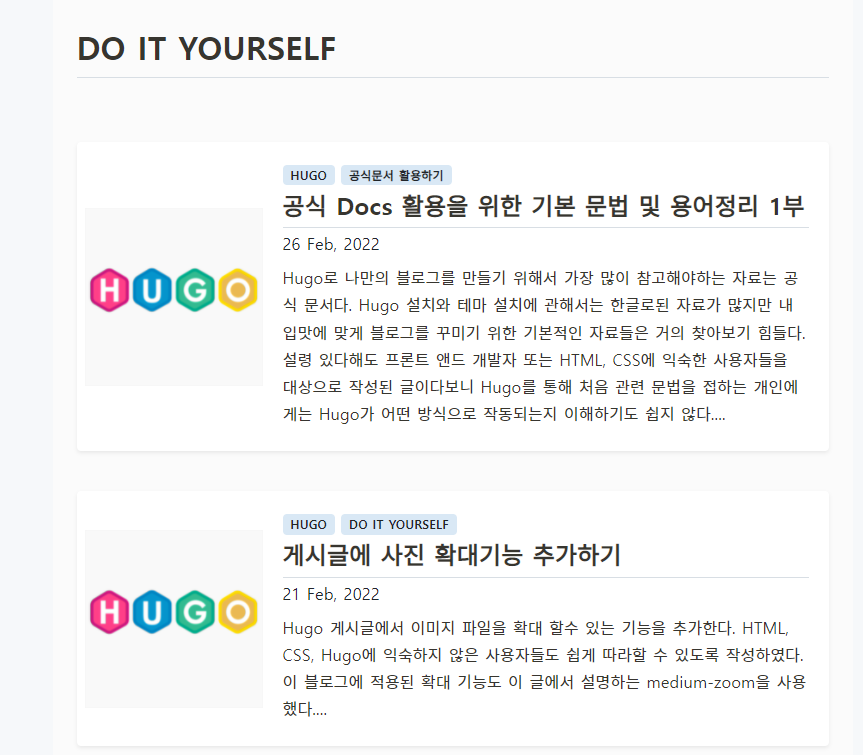 DO IT YOURSELF
HUGO 공식문서 활용하기
공식 Docs 활용을 위한 기본 문법 및 용어정리 1부
26 Feb, 2022
HUGO
Hugo로 나만의 블로그를 만들기 위해서 가장 많이 참고해야하는 자료는 공
식 문서다. Hugo 설치와 테마 설치에 관해서는 한글로된 자료가 많지만 내
입맛에 맞게 블로그를 꾸미기 위한 기본적인 자료들은 거의 찾아보기 힘들다.
설령 있다해도 프론트 앤드 개발자 또는 HTML, CSS에 익숙한 사용자들을
대상으로 작성된 글이다보니 Hugo를 통해 처음 관련 문법을 접하는 개인에
게는 Hugo가 어떤 방식으로 작동되는지 이해하기도 쉽지 않다....
HUGO DO IT YOURSELF
게시글에 사진 확대기능 추가하기
21 Feb, 2022
HUGO
Hugo 게시글에서 이미지 파일을 확대 할수 있는 기능을 추가한다. HTML,
CSS, Hugo에 익숙하지 않은 사용자들도 쉽게 따라할 수 있도록 작성하였다.
이 블로그에 적용된 확대 기능도 이 글에서 설명하는 medium-zoom을 사용
했다....